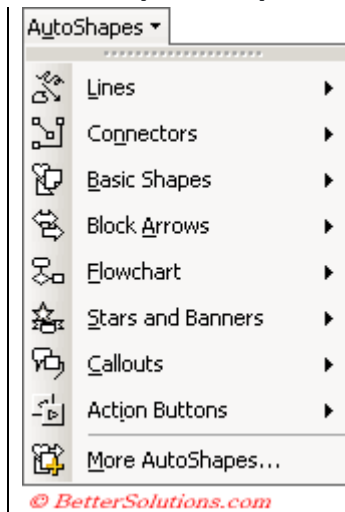 AutoShapes
Lines
Connectors
Basic Shapes
Block Arrows
Flowchart
Stars and Banners
Callouts
Action Buttons
More AutoShapes...
© BetterSolutions.com